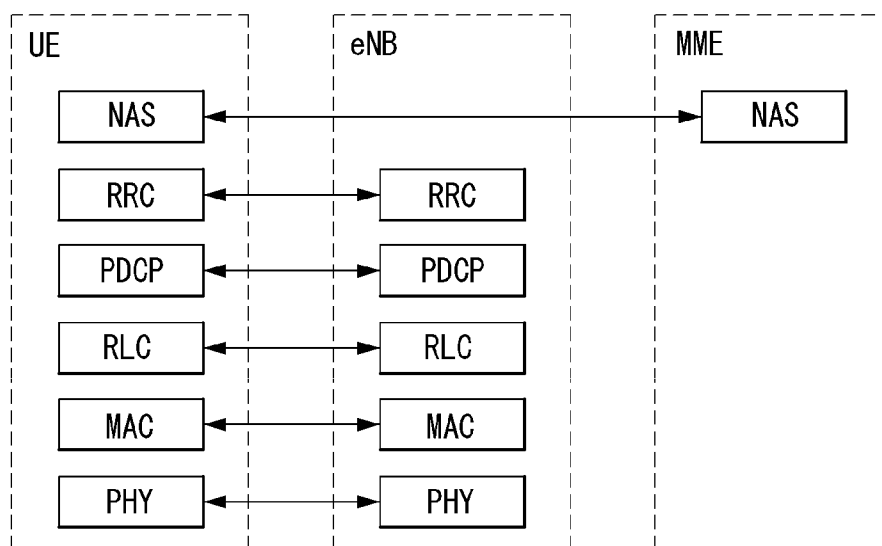 UE eNB MME
NAS NAS
RRC RRC
PDCP PDCP
RLC RLC
MAC MAC
PHY PHY